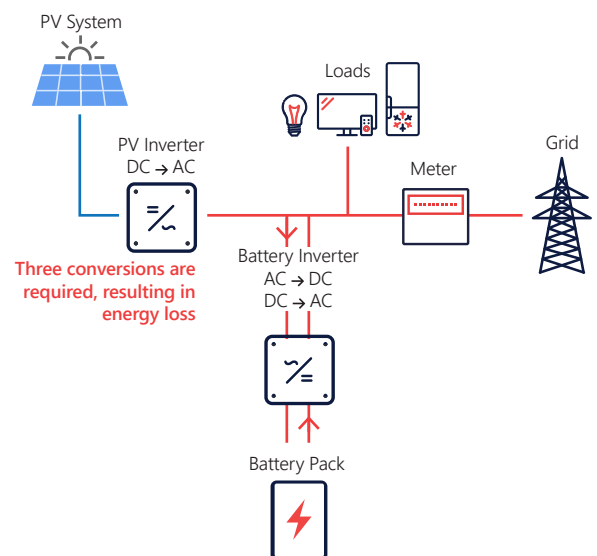 PV System
Loads
Grid
PV Inverter
DC → AC
Meter
Three conversions are
required, resulting in
energy loss
Battery Inverter
AC → DC
DC → AC
Battery Pack